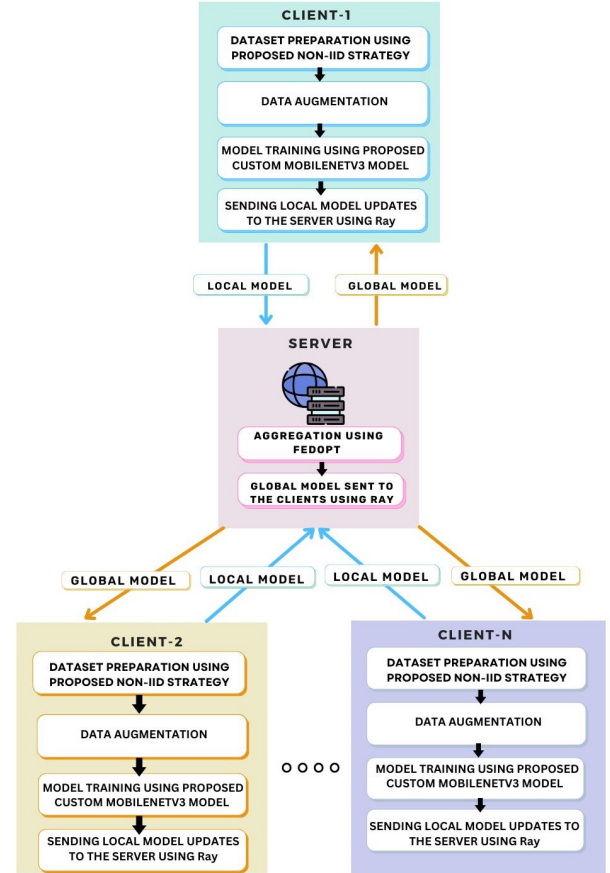 CLIENT-1
DATASET PREPARATION USING
PROPOSED NON-IID STRATEGY
DATA AUGMENTATION
MODEL TRAINING USING PROPOSED
CUSTOM MOBILENETV3 MODEL
SENDING LOCAL MODEL UPDATES
TO THE SERVER USING Ray
LOCAL MODEL
GLOBAL MODEL
SERVER
AGGREGATION USING
FEDOPT
GLOBAL MODEL SENT TO
THE CLIENTS USING RAY
GLOBAL MODEL
LOCAL MODEL
LOCAL MODEL
GLOBAL MODEL
CLIENT-2
DATASET PREPARATION USING
PROPOSED NON-IID STRATEGY
DATA AUGMENTATION
MODEL TRAINING USING PROPOSED
CUSTOM MOBILENETV3 MODEL
SENDING LOCAL MODEL UPDATES
TO THE SERVER USING Ray
CLIENT-N
DATASET PREPARATION USING
PROPOSED NON-IID STRATEGY
DATA AUGMENTATION
MODEL TRAINING USING PROPOSED
CUSTOM MOBILENETV3 MODEL
SENDING LOCAL MODEL UPDATES TO
THE SERVER USING Ray